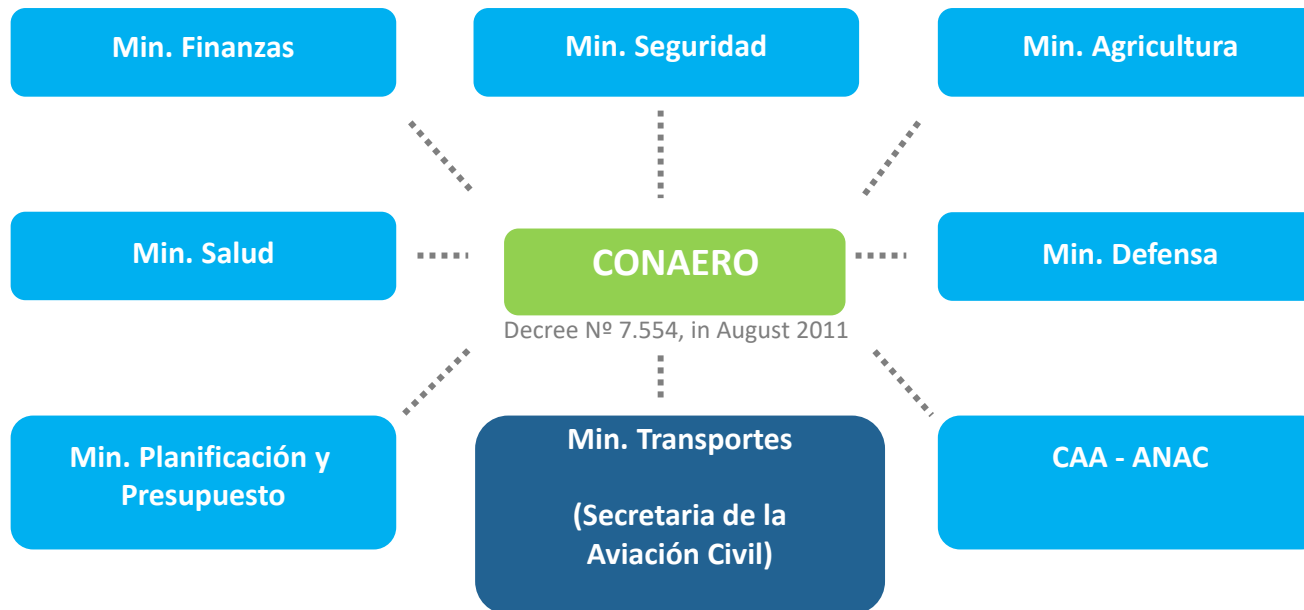 Min. Finanzas
Min. Seguridad
Min. Agricultura
Min. Salud
CONAERO
Min. Defensa
Decree Nº 7.554, in August 2011
Min. Planificación y
Presupuesto
Min. Transportes
(Secretaria de la
Aviación Civil)
CAA - ANAC